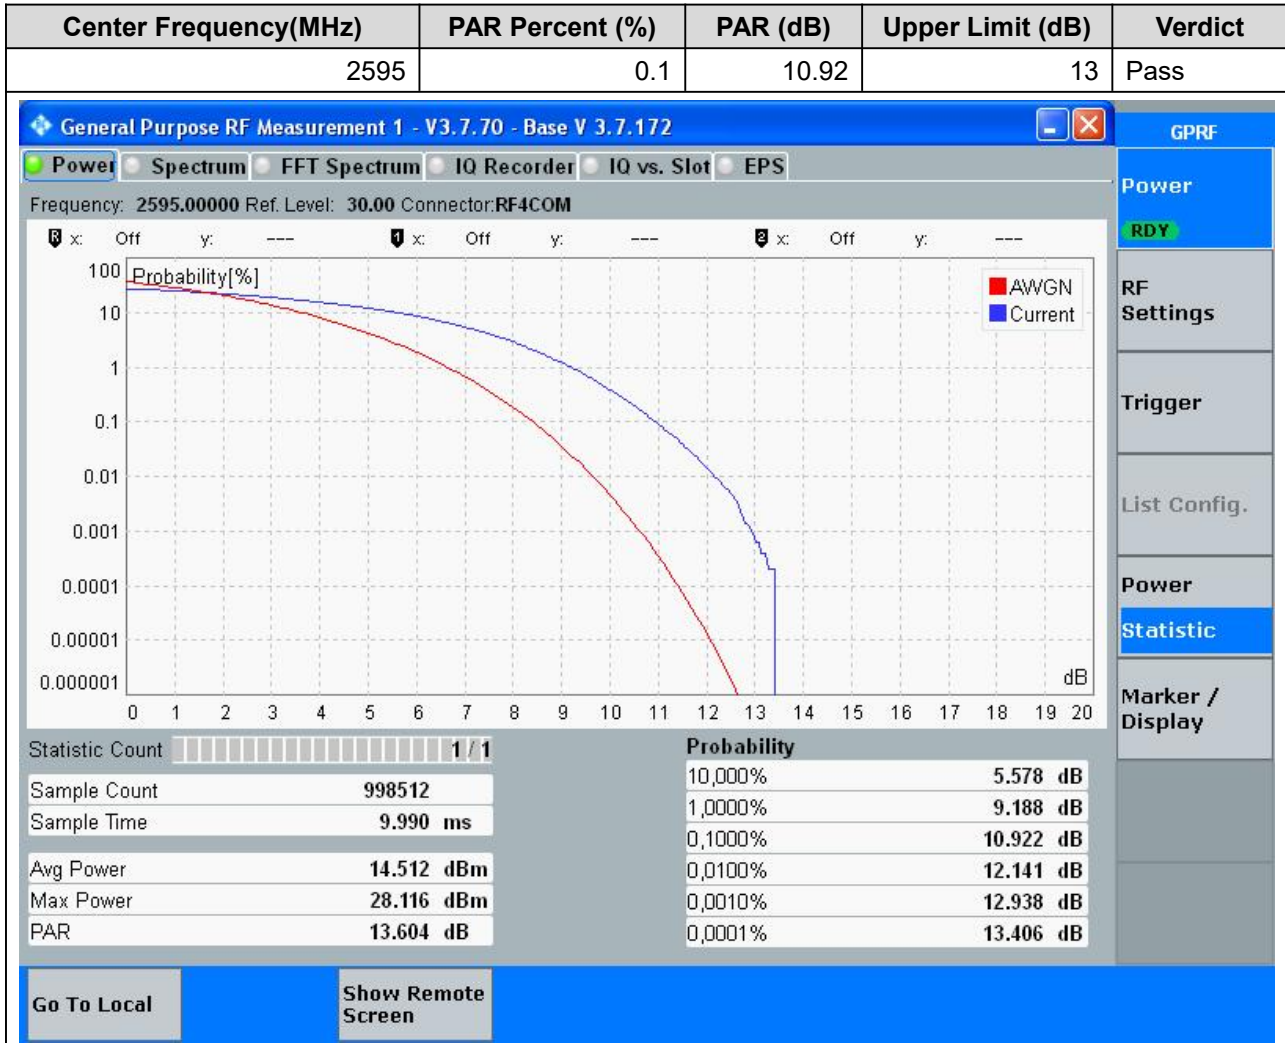 Center Frequency(MHz) PAR Percent (%) PAR (dB) Upper Limit (dB) Verdict
2595 0.1 10.92 13 Pass
General Purpose RF Measurement 1 - V3.7.70 - Base V 3.7.172
GPRF
Power Spectrum FFT Spectrum IQ Recorder IQ vs. Slot EPS
Frequency: 2595.00000 Ref. Level: 30.00 Connector:RF4COM
R x: Off y: --- 1 x: Off y: --- 2 x: Off y: ---
Probability[%]
AWGN
Current
100
10
1
0.1
0.01
0.001
0.0001
0.00001
0.000001
dB
0 1 2 3 4 5 6 7 8 9 10 11 12 13 14 15 16 17 18 19 20
Statistic Count 1 / 1
Sample Count 998512
Sample Time 9.990 ms
Avg Power 14.512 dBm
Max Power 28.116 dBm
PAR 13.604 dB
Probability
10,000% 5.578 dB
1,0000% 9.188 dB
0,1000% 10.922 dB
0,0100% 12.141 dB
0,0010% 12.938 dB
0,0001% 13.406 dB
Power
RDY
RF
Settings
Trigger
List Config.
Power
Statistic
Marker /
Display
Go To Local
Show Remote
Screen